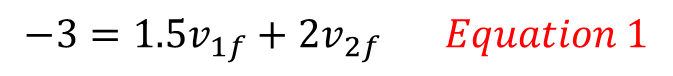 −3 = 1.5v₁f + 2v₂f Equation 1